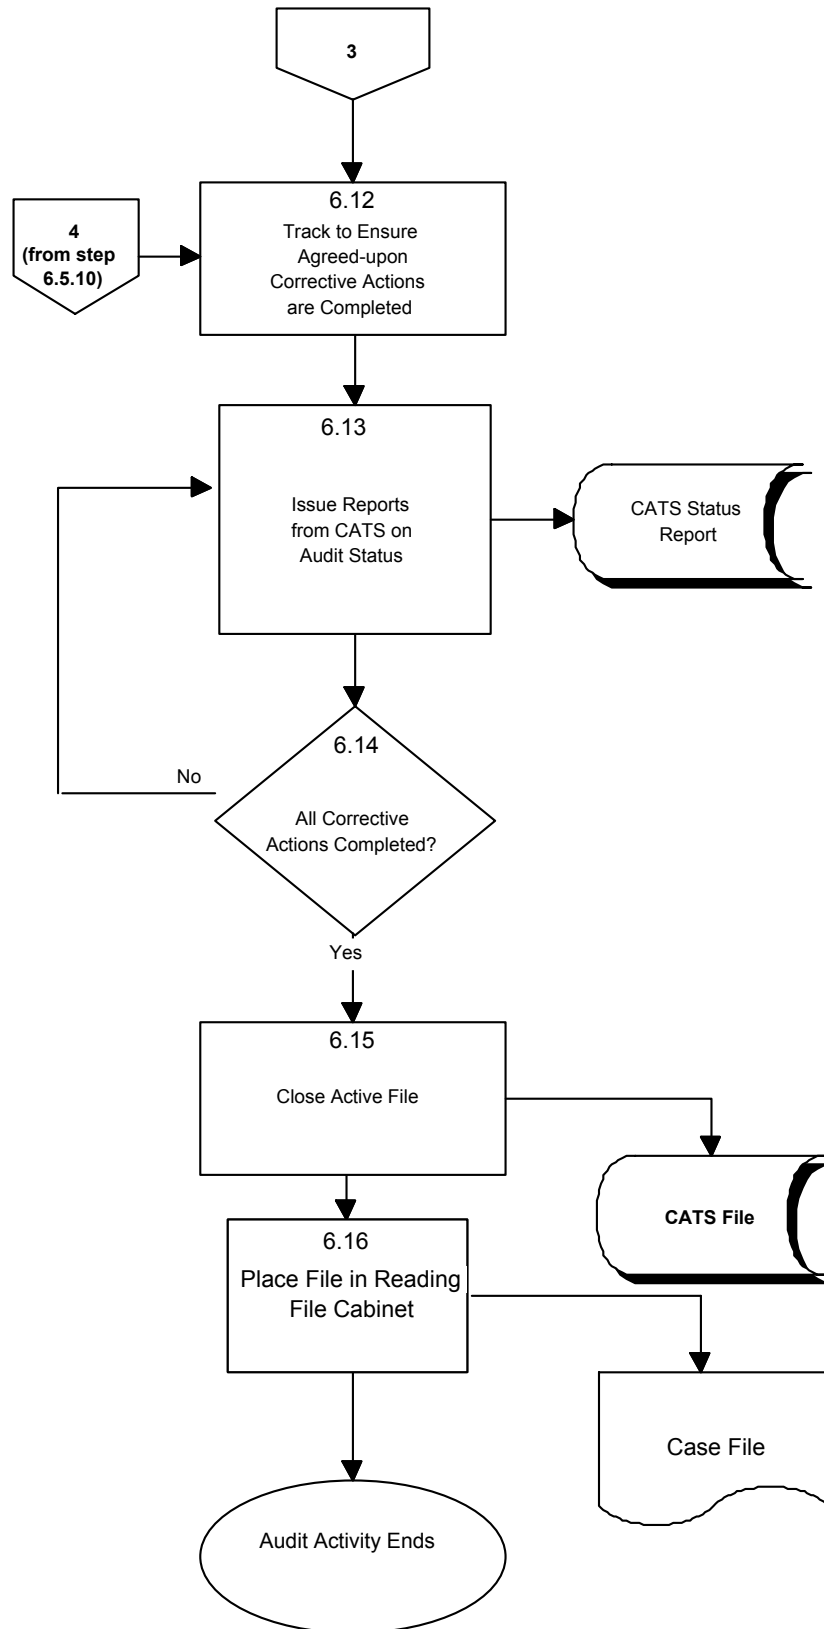 3
4
(from step
6.5.10)
6.12
Track to Ensure
Agreed-upon
Corrective Actions
are Completed
6.13
Issue Reports
from CATS on
Audit Status
CATS Status
Report
6.14
All Corrective
Actions Completed?
No
Yes
6.15
Close Active File
CATS File
6.16
Place File in Reading
File Cabinet
Case File
Audit Activity Ends